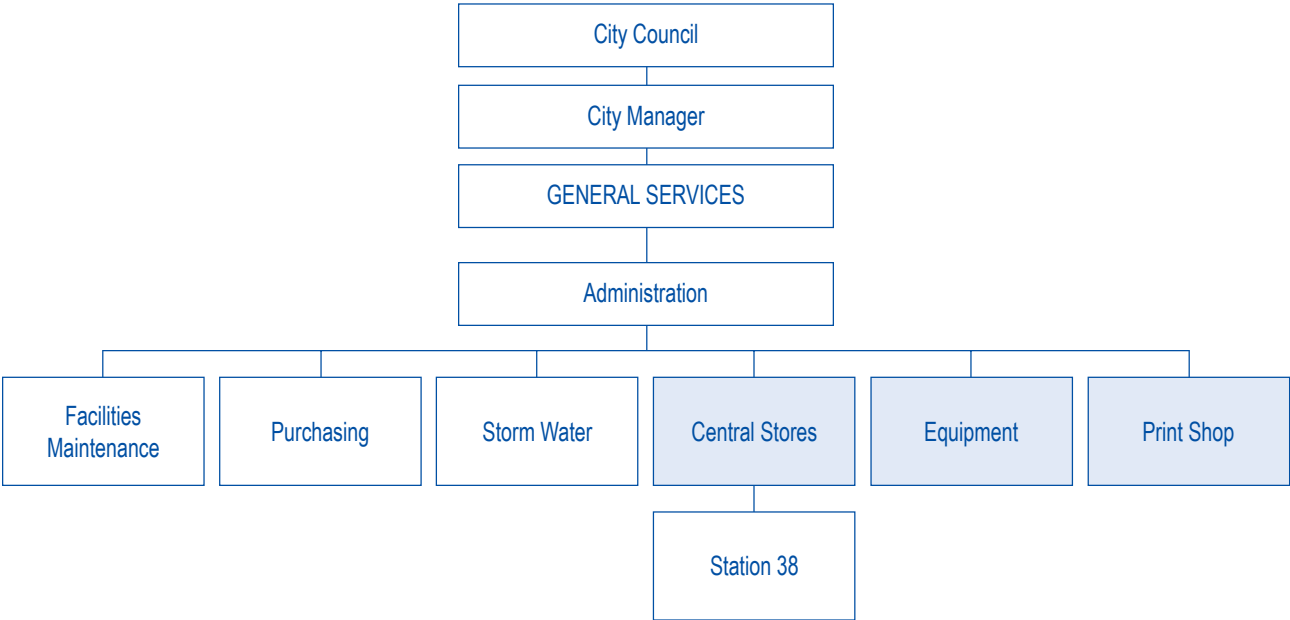 City Council
City Manager
GENERAL SERVICES
Administration
Facilities
Maintenance
Purchasing
Storm Water
Central Stores
Equipment
Print Shop
Station 38